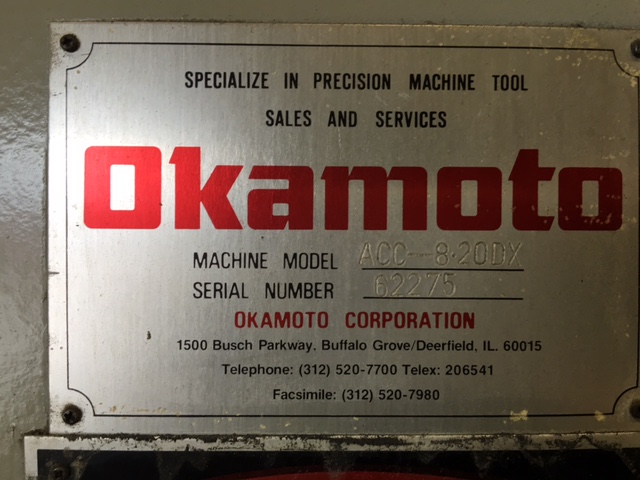 SPECIALIZE IN PRECISION MACHINE TOOL
SALES AND SERVICES
Okamoto
MACHINE MODEL ACC-8·20DX
SERIAL NUMBER 62275
OKAMOTO CORPORATION
1500 Busch Parkway. Buffalo Grove/Deerfield, IL. 60015
Telephone: (312) 520-7700 Telex: 206541
Facsimile: (312) 520-7980